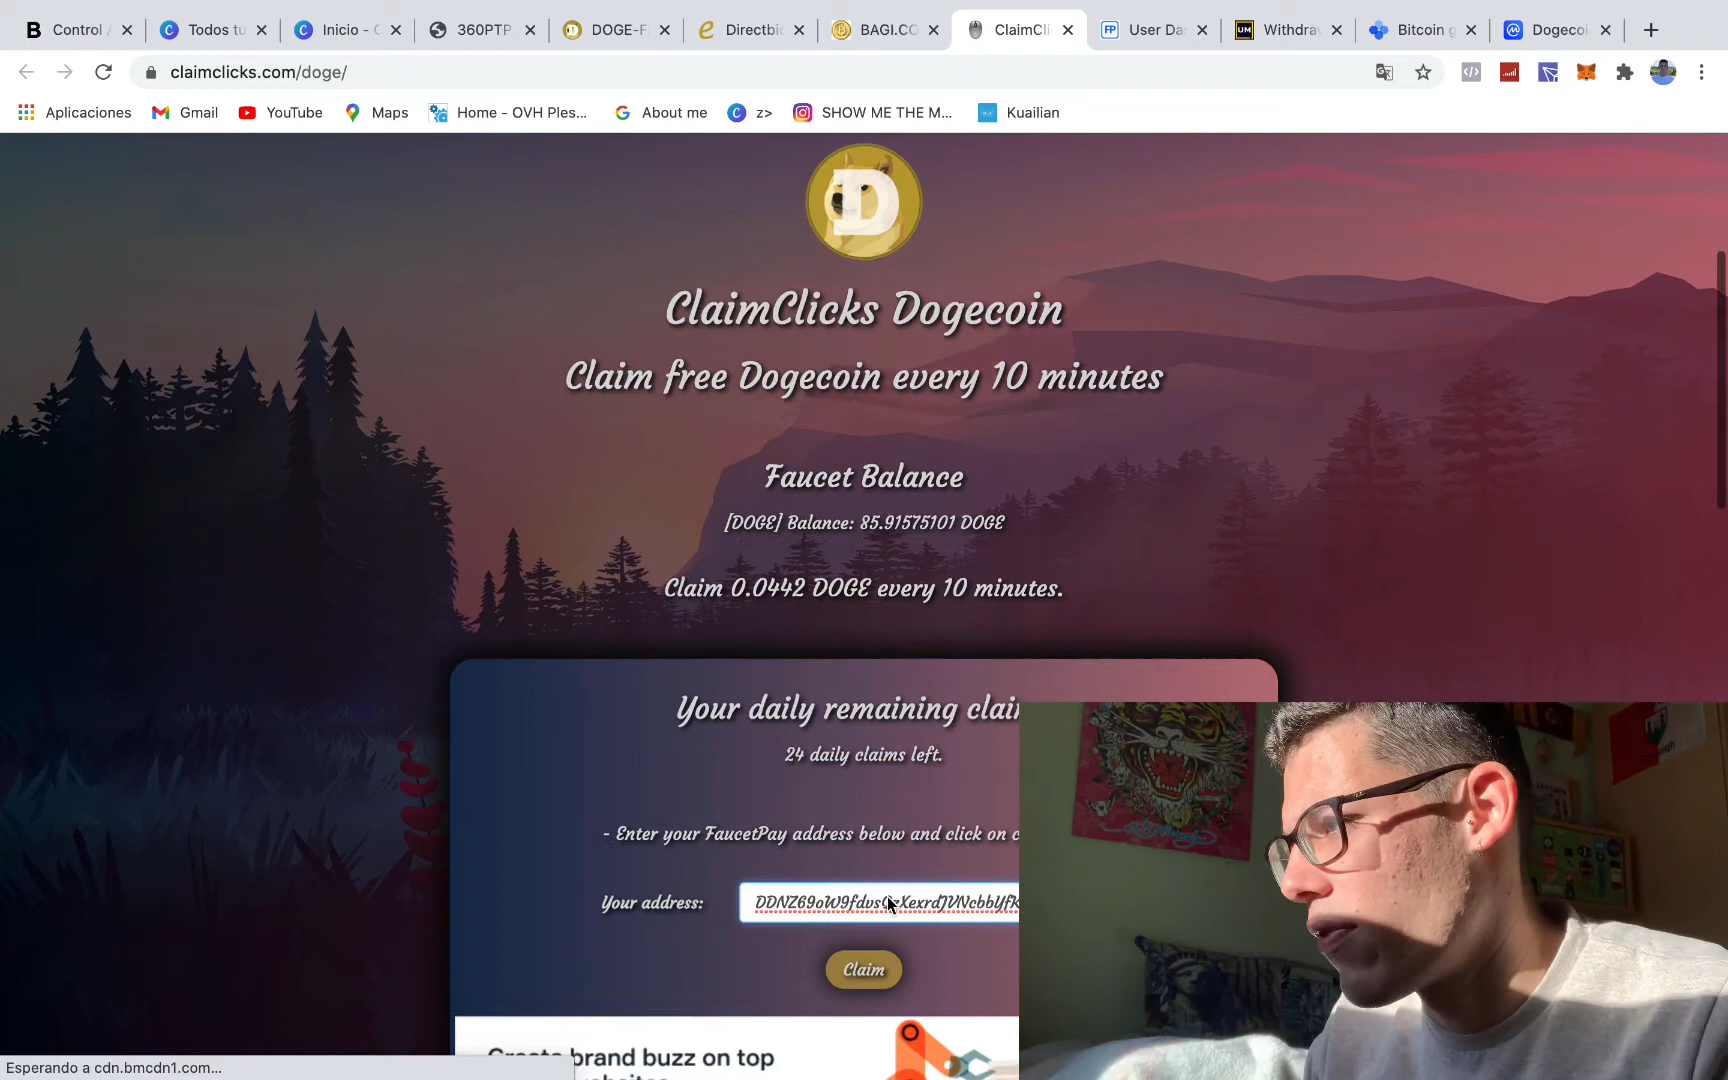 Control
Todos tu
Inicio - C
360PTP
DOGE-F
Directbi
BAGI.CO
ClaimCli
FP
User Da
UM
Withdra
Bitcoin g
Dogecoi
claimclicks.com/doge/
Aplicaciones
Gmail
YouTube
Maps
Home - OVH Ples...
About me
z>
SHOW ME THE M...
Kuailian
D
ClaimClicks Dogecoin
Claim free Dogecoin every 10 minutes
Faucet Balance
[DOGE] Balance: 85.91575101 DOGE
Claim 0.0442 DOGE every 10 minutes.
Your daily remaining clai
24 daily claims left.
- Enter your FaucetPay address below and click on c
Your address:
Claim
brand buzz on top
Esperando a cdn.bmcdn1.com...